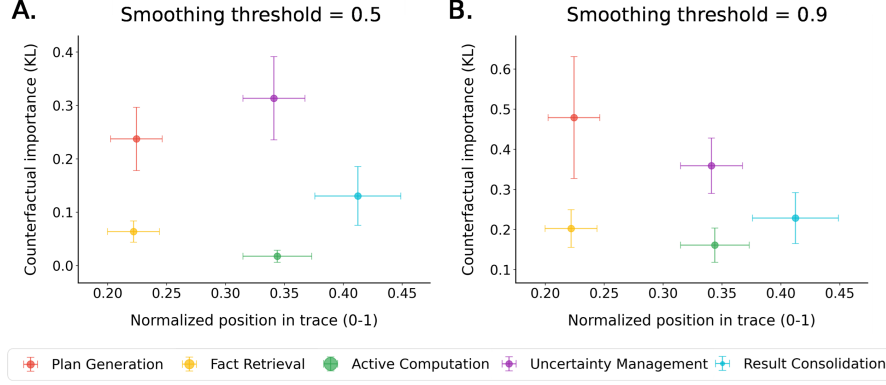 A.
Smoothing threshold = 0.5
Counterfactual importance (KL)
0.4
0.3
0.2
0.1
0.0
0.20 0.25 0.30 0.35 0.40 0.45
Normalized position in trace (0-1)
B.
Smoothing threshold = 0.9
Counterfactual importance (KL)
0.6
0.5
0.4
0.3
0.2
0.1
0.20 0.25 0.30 0.35 0.40 0.45
Normalized position in trace (0-1)
Plan Generation Fact Retrieval Active Computation Uncertainty Management Result Consolidation